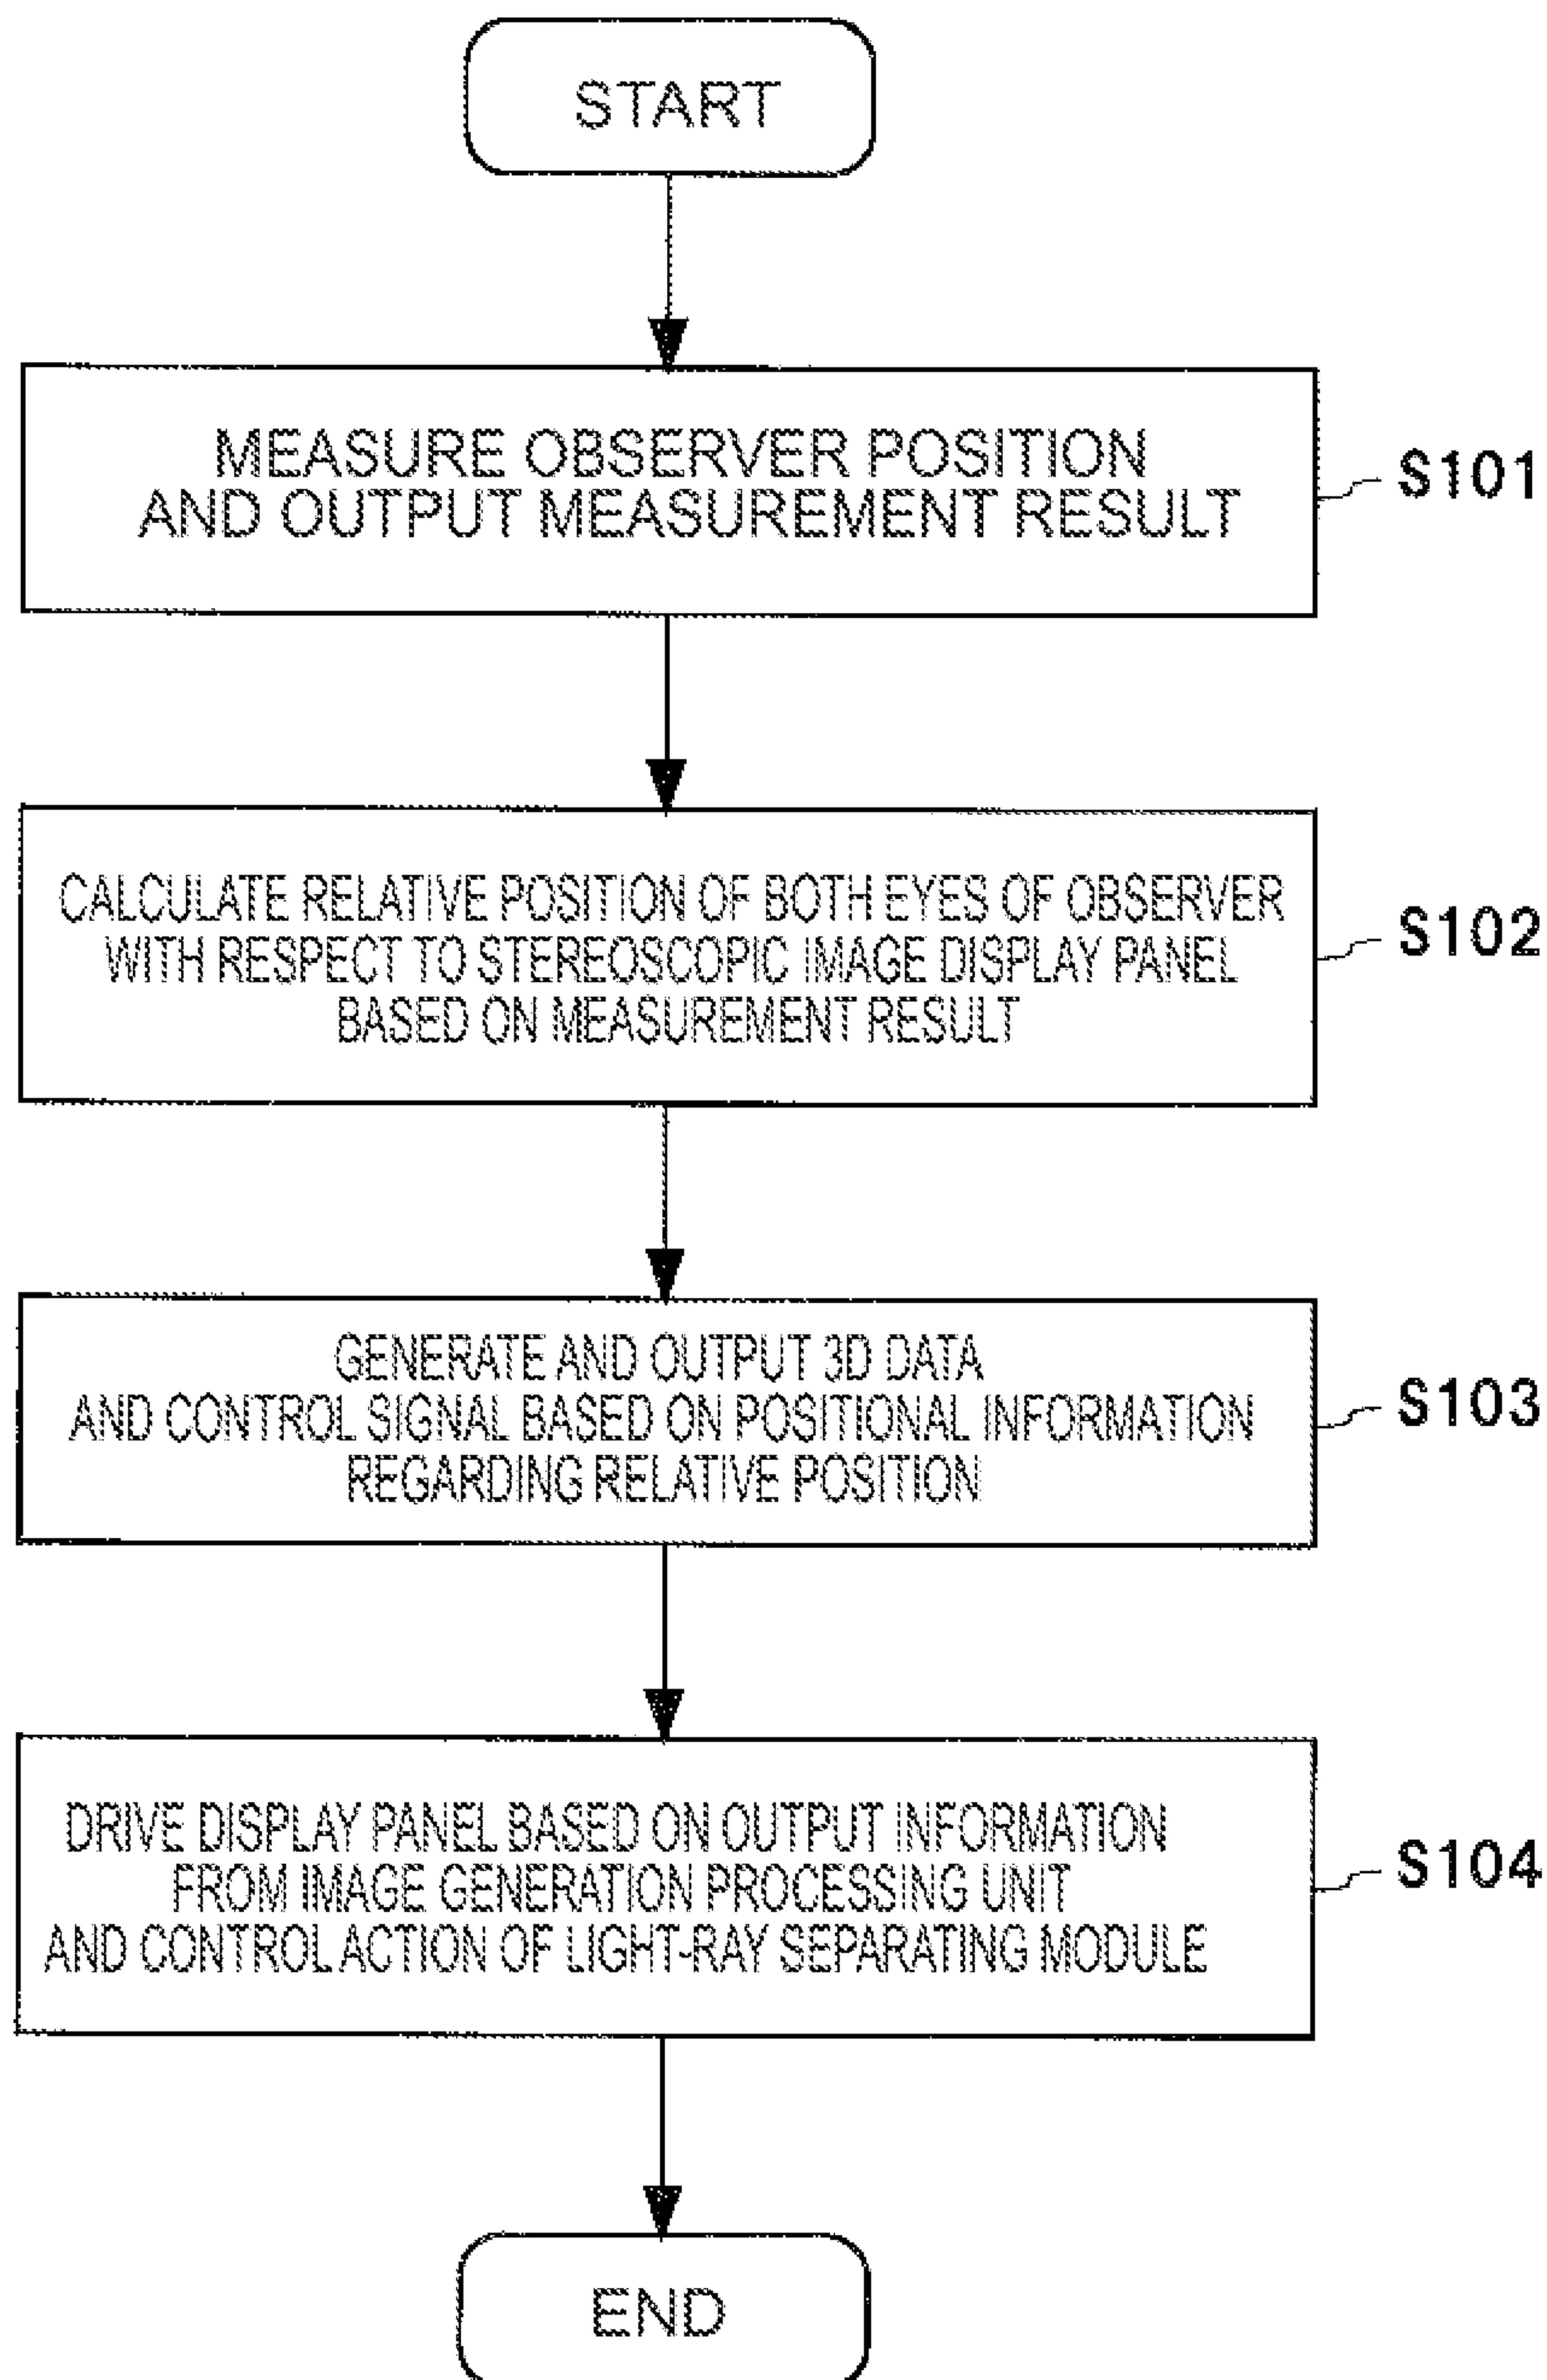 START
MEASURE OBSERVER POSITION
AND OUTPUT MEASUREMENT RESULT
S101
CALCULATE RELATIVE POSITION OF BOTH EYES OF OBSERVER
WITH RESPECT TO STEREOSCOPIC IMAGE DISPLAY PANEL
BASED ON MEASUREMENT RESULT
S102
GENERATE AND OUTPUT 3D DATA
AND CONTROL SIGNAL BASED ON POSITIONAL INFORMATION
REGARDING RELATIVE POSITION
S103
DRIVE DISPLAY PANEL BASED ON OUTPUT INFORMATION
FROM IMAGE GENERATION PROCESSING UNIT
AND CONTROL ACTION OF LIGHT-RAY SEPARATING MODULE
S104
END